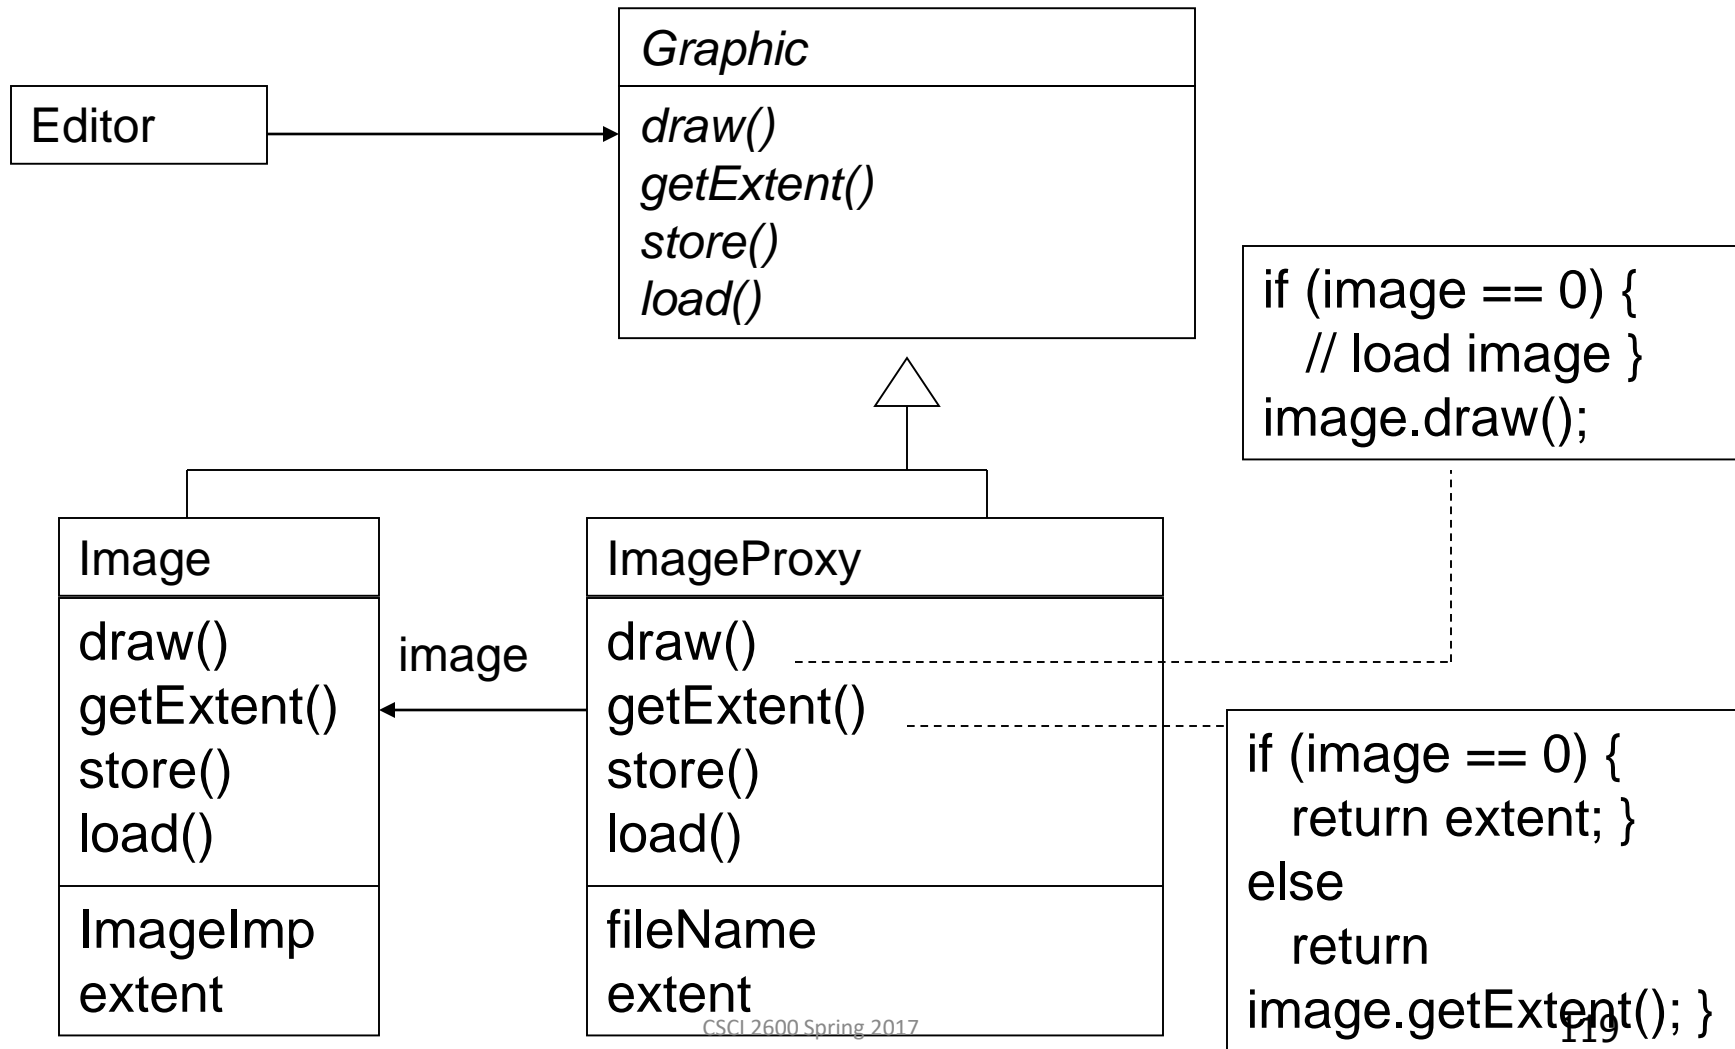 Graphic
Editor
draw()
getExtent()
store()
load()
if (image == 0) {
// load image }
image.draw();
Image
draw()
getExtent()
store()
load()
ImageImp
extent
image
ImageProxy
draw()
getExtent()
store()
load()
fileName
extent
if (image == 0) {
return extent; }
else
return
image.getExtent(); }
CSCI 2600 Spring 2017
119